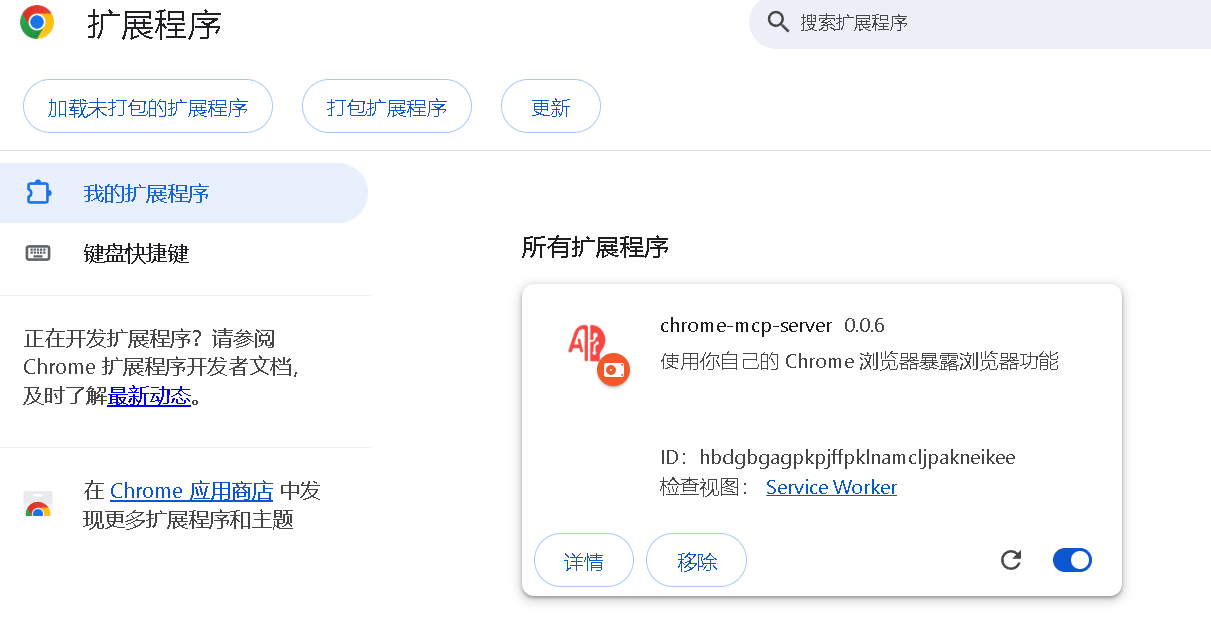 扩展程序
搜索扩展程序
加载未打包的扩展程序
打包扩展程序
更新
我的扩展程序
键盘快捷键
正在开发扩展程序？请参阅
Chrome 扩展程序开发者文档，
及时了解最新动态。
在 Chrome 应用商店 中发
现更多扩展程序和主题
所有扩展程序
chrome-mcp-server 0.0.6
使用你自己的 Chrome 浏览器暴露浏览器功能
ID：hbdgbgagpkpjffpklnamcljpakneikee
检查视图： Service Worker
详情
移除